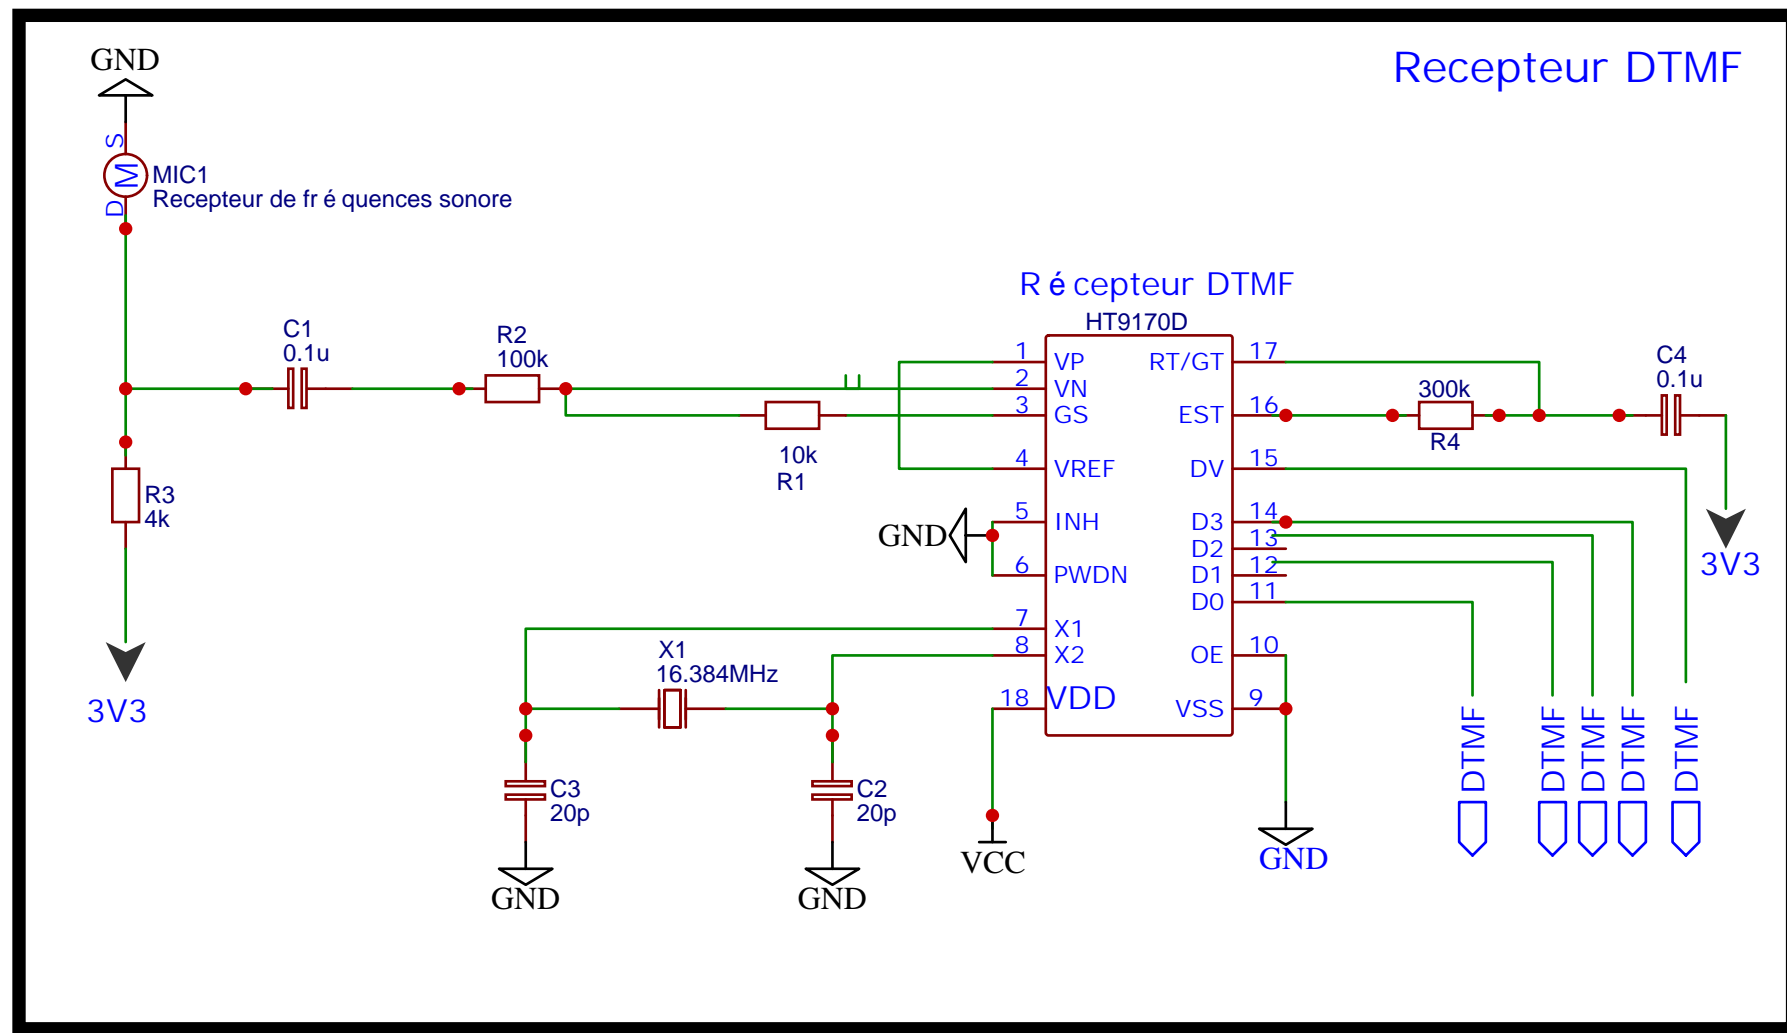 Recepteur DTMF
GND
S
M
D
MIC1
Recepteur de fr é quences sonore
C1
0.1u
R2
100k
10k
R1
R3
4k
3V3
R é cepteur DTMF
HT9170D
1 VP
2 VN
3 GS
4 VREF
5 INH
6 PWDN
7 X1
8 X2
18 VDD
RT/GT 17
EST 16
DV 15
D3 14
D2 13
D1 12
D0 11
OE 10
VSS 9
GND
300k
R4
C4
0.1u
3V3
X1
16.384MHz
C3
20p
C2
20p
GND
GND
VCC
GND
DTMF
DTMF
DTMF
DTMF
DTMF